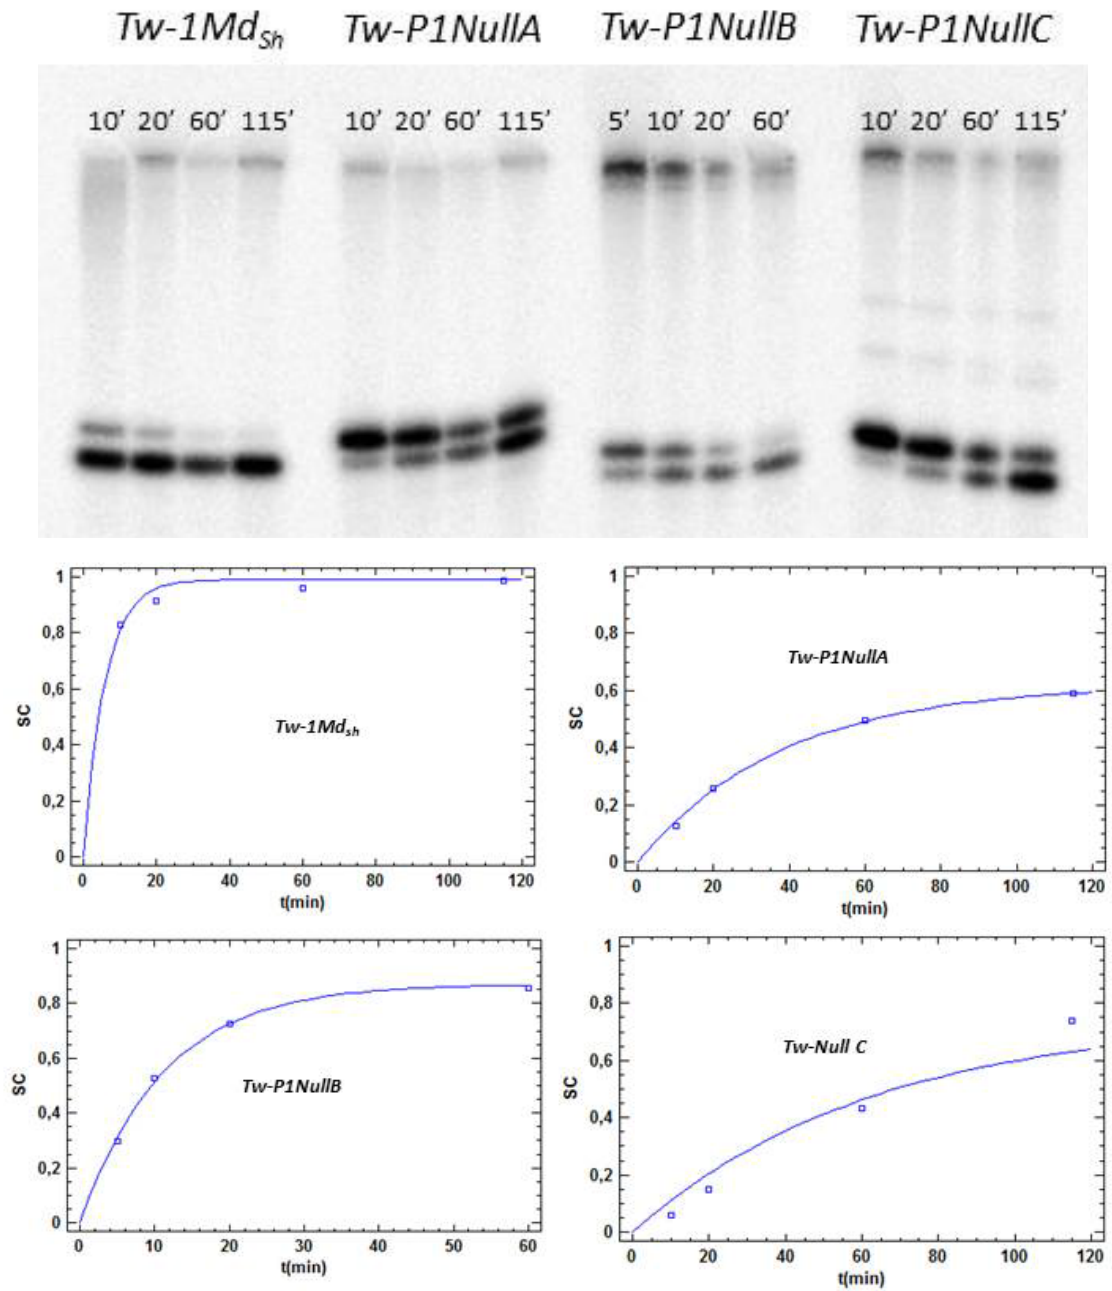 Tw-1Md_Sh Tw-P1NullA Tw-P1NullB Tw-P1NullC
10’ 20’ 60’ 115’ 10’ 20’ 60’ 115’ 5’ 10’ 20’ 60’ 10’ 20’ 60’ 115’
1
0,8
0,6
0,4
0,2
0
SC
Tw-1Md_sh
0 20 40 60 80 100 120
t(min)
1
0,8
0,6
0,4
0,2
0
SC
Tw-P1NullA
0 20 40 60 80 100 120
t(min)
1
0,8
0,6
0,4
0,2
0
SC
Tw-P1NullB
0 10 20 30 40 50 60
t(min)
1
0,8
0,6
0,4
0,2
0
SC
Tw-Null C
0 20 40 60 80 100 120
t(min)